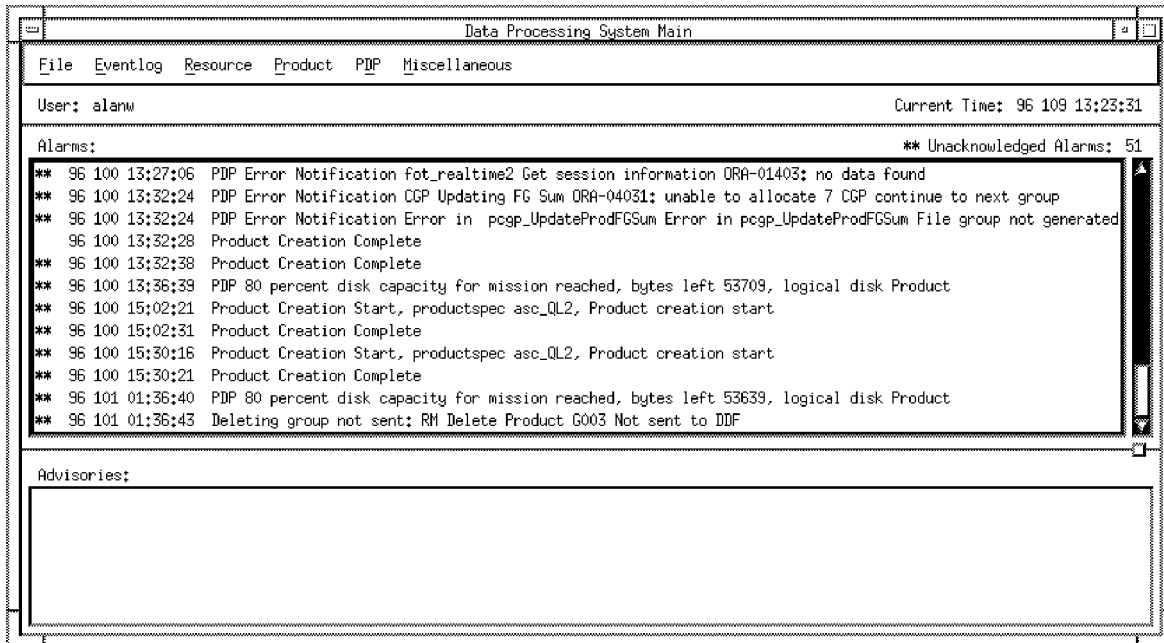 Data Processing System Main
File Eventlog Resource Product PDP Miscellaneous
User: alanw Current Time: 96 109 13:23:31
Alarms: ** Unacknowledged Alarms: 51
** 96 100 13:27:06 PDP Error Notification fot_realtime2 Get session information ORA-01403: no data found
** 96 100 13:32:24 PDP Error Notification CGP Updating FG Sum ORA-04031: unable to allocate 7 CGP continue to next group
** 96 100 13:32:24 PDP Error Notification Error in pcgp_UpdateProdFGSum Error in pcgp_UpdateProdFGSum File group not generated
96 100 13:32:28 Product Creation Complete
** 96 100 13:32:38 Product Creation Complete
** 96 100 13:36:39 PDP 80 percent disk capacity for mission reached, bytes left 53709, logical disk Product
** 96 100 15:02:21 Product Creation Start, productspec asc_QL2, Product creation start
** 96 100 15:02:31 Product Creation Complete
** 96 100 15:30:16 Product Creation Start, productspec asc_QL2, Product creation start
** 96 100 15:30:21 Product Creation Complete
** 96 101 01:36:40 PDP 80 percent disk capacity for mission reached, bytes left 53639, logical disk Product
** 96 101 01:36:43 Deleting group not sent: RM Delete Product G003 Not sent to DDF
Advisories: